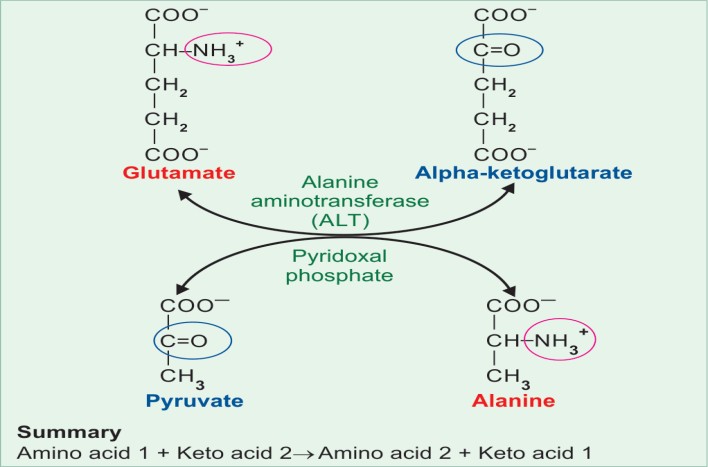 COO⁻
CH–NH₃⁺
CH₂
CH₂
COO⁻
Glutamate
COO⁻
C=O
CH₂
CH₂
COO⁻
Alpha-ketoglutarate
Alanine
aminotransferase
(ALT)
Pyridoxal
phosphate
COO⁻
C=O
CH₃
Pyruvate
COO⁻
CH–NH₃⁺
CH₃
Alanine
Summary
Amino acid 1 + Keto acid 2→Amino acid 2 + Keto acid 1